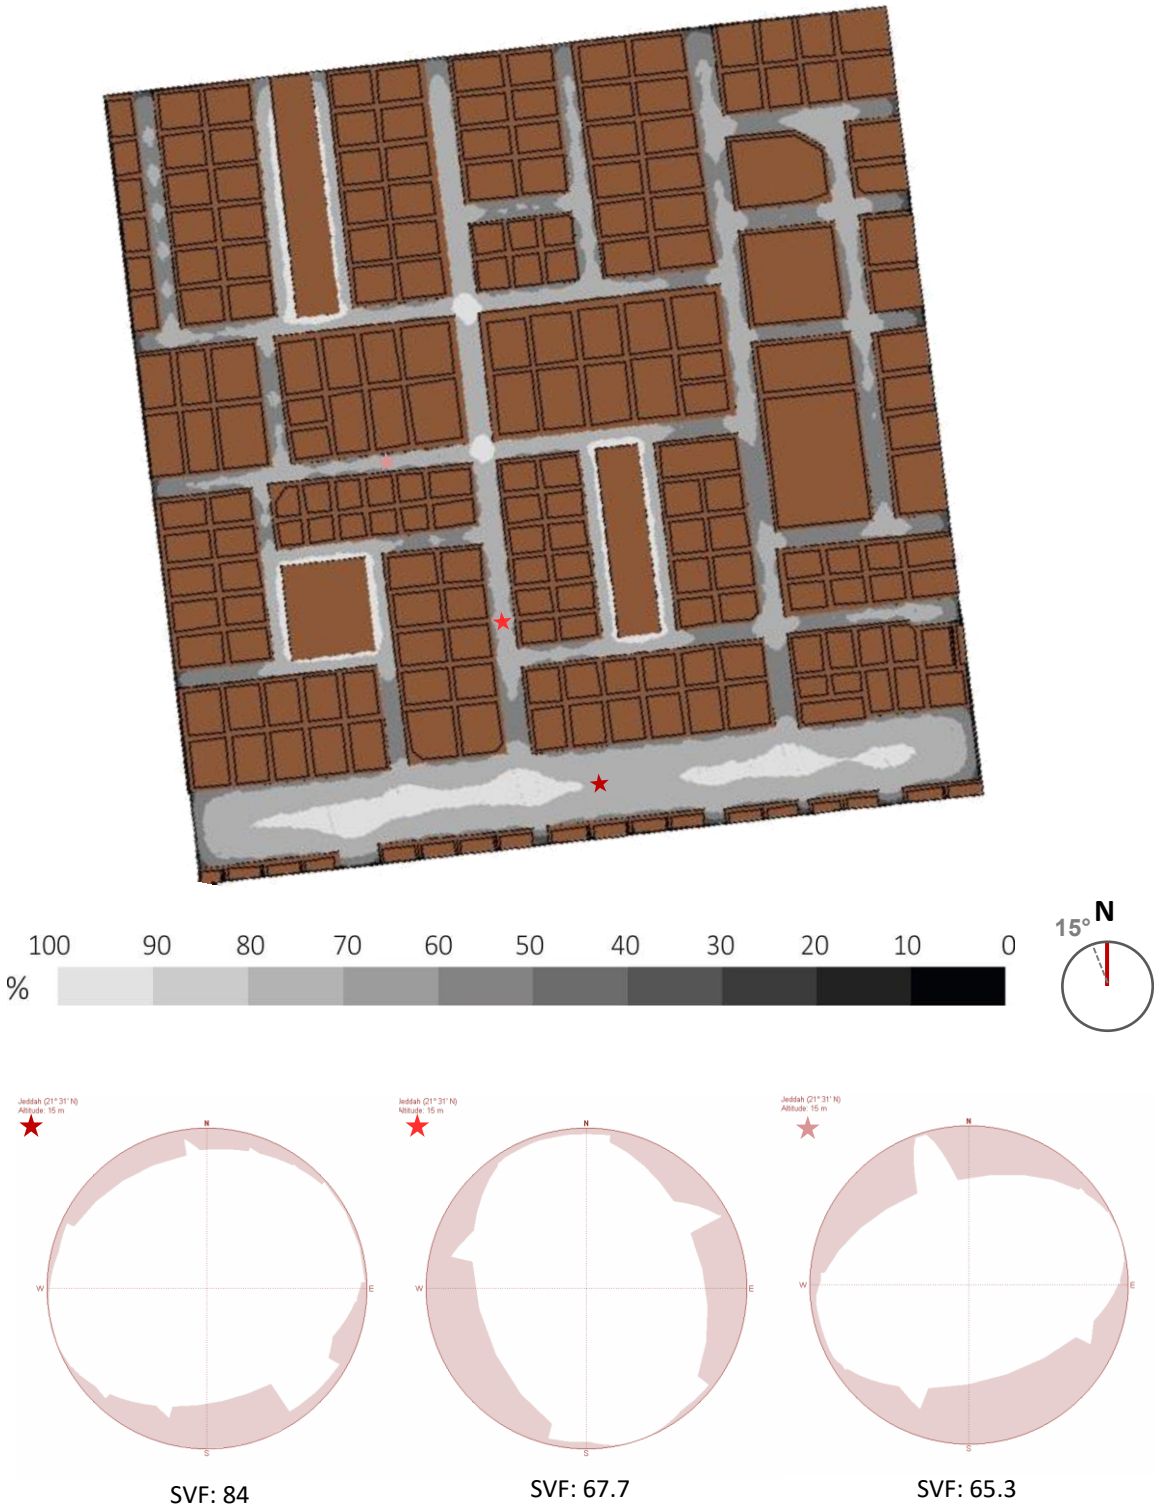 N
15°
100 90 80 70 60 50 40 30 20 10 0
%
Jeddah (21° 31' N)
Altitude: 15 m
N
W E
S
SVF: 84
Jeddah (21° 31' N)
Altitude: 15 m
N
W E
S
SVF: 67.7
Jeddah (21° 31' N)
Altitude: 15 m
N
W E
S
SVF: 65.3